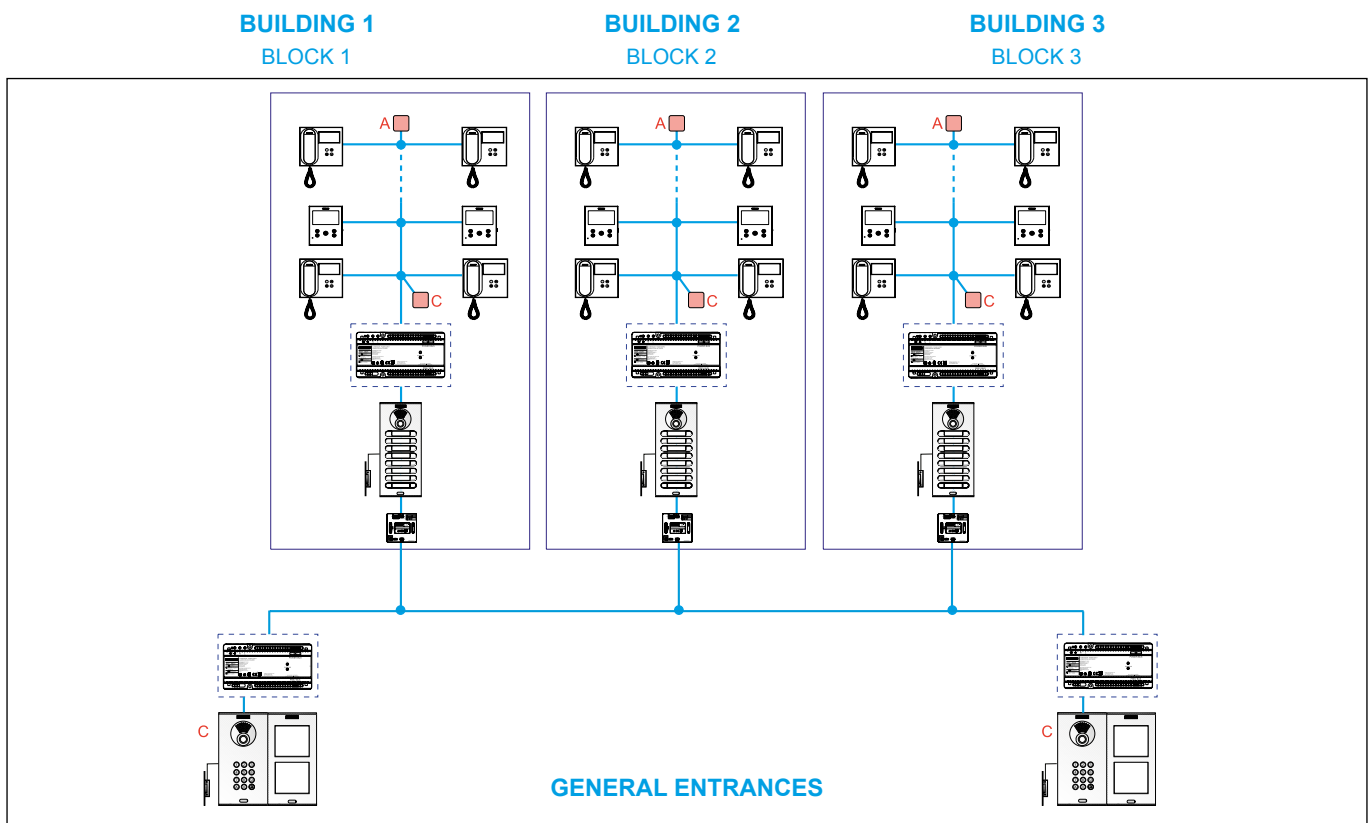 BUILDING 1 BUILDING 2 BUILDING 3
BLOCK 1 BLOCK 2 BLOCK 3
A A A
C C C
C C
GENERAL ENTRANCES